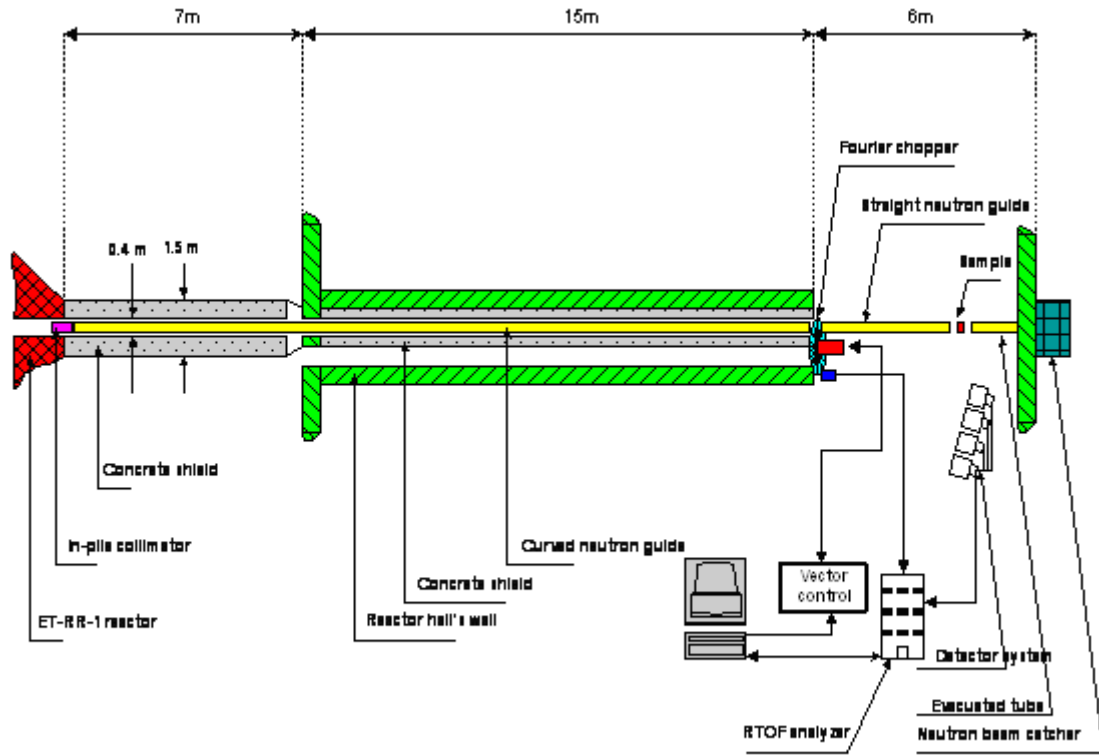 7m
15m
6m
Fourier chopper
Straight neutron guide
0.4 m
1.5 m
Sample
Concrete shield
In-pile collimator
Curved neutron guide
Concrete shield
Vector
control
ET-RR-1 reactor
Reactor hall's wall
Detector system
Evacuated tube
RTOF analyzer
Neutron beam catcher